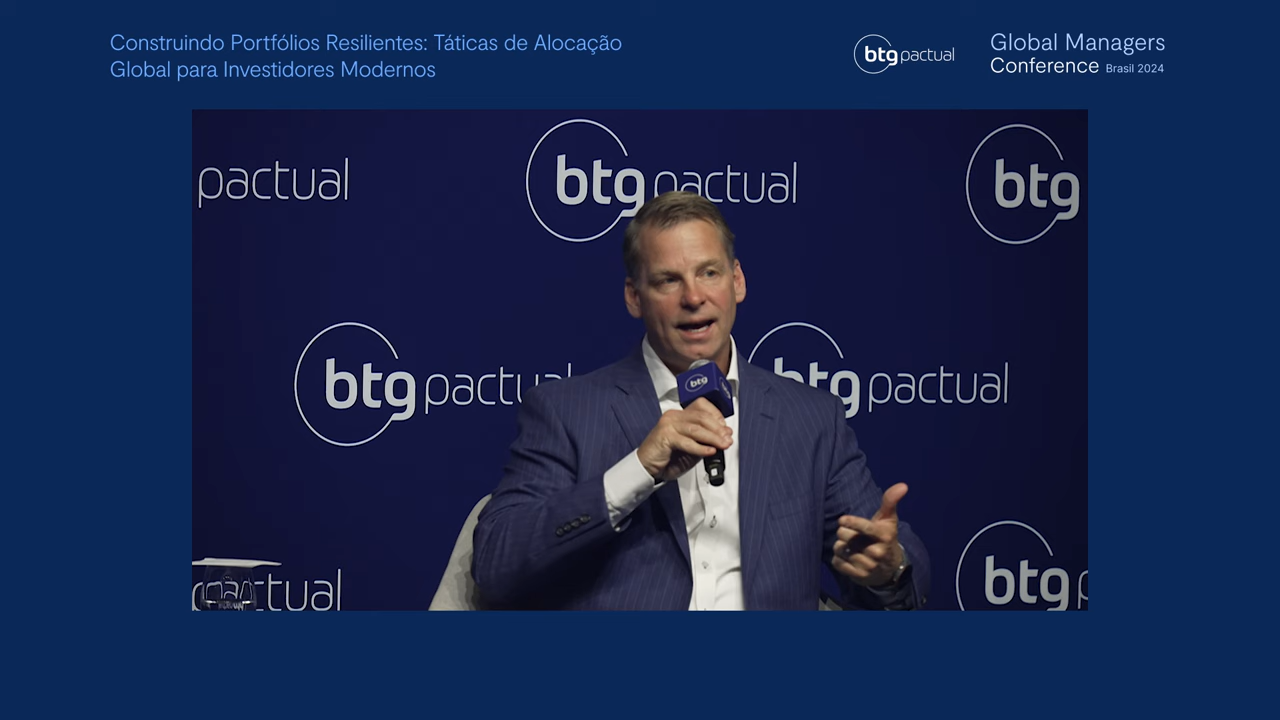 Construindo Portfólios Resilientes: Táticas de Alocação
Global para Investidores Modernos
btg pactual
Global Managers
Conference Brasil 2024
pactual
btg pactual
btg
btg pactual
btg pactual
btg
pactual
btg p